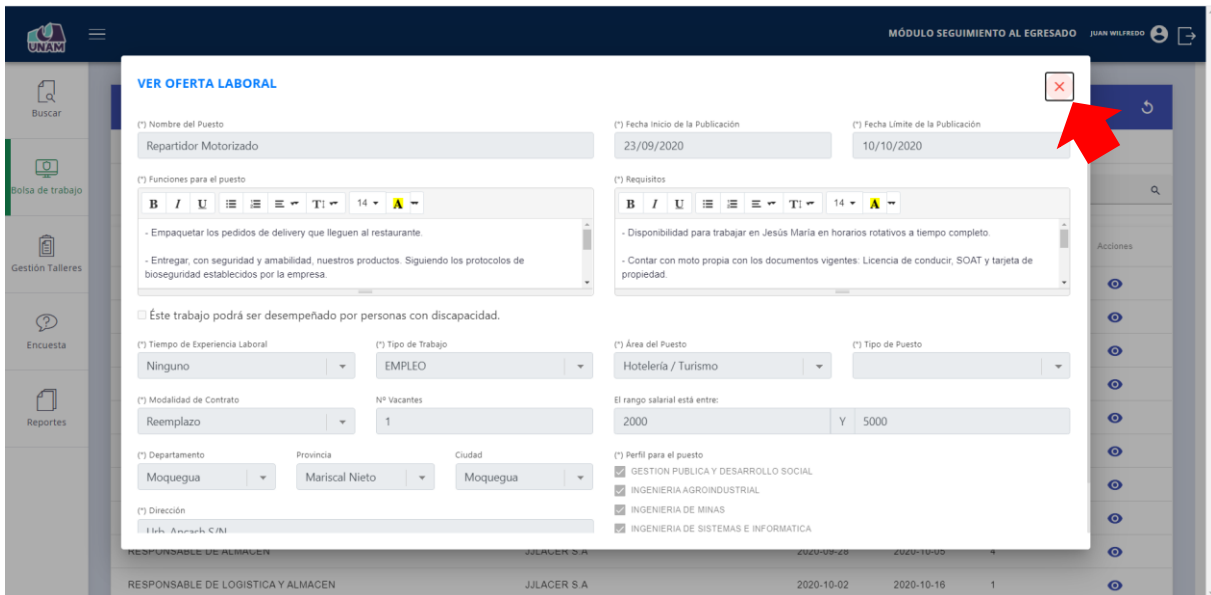 UNAM
MÓDULO SEGUIMIENTO AL EGRESADO
JUAN WILFREDO
Buscar
Bolsa de trabajo
Gestión Talleres
Encuesta
Reportes
VER OFERTA LABORAL
(*) Nombre del Puesto
Repartidor Motorizado
(*) Fecha Inicio de la Publicación
23/09/2020
(*) Fecha Límite de la Publicación
10/10/2020
(*) Funciones para el puesto
B I U T 14 A
- Empaquetar los pedidos de delivery que lleguen al restaurante.
- Entregar, con seguridad y amabilidad, nuestros productos. Siguiendo los protocolos de
bioseguridad establecidos por la empresa.
(*) Requisitos
B I U T 14 A
- Disponibilidad para trabajar en Jesús María en horarios rotativos a tiempo completo.
- Contar con moto propia con los documentos vigentes: Licencia de conducir, SOAT y tarjeta de
propiedad.
Acciones
Éste trabajo podrá ser desempeñado por personas con discapacidad.
(*) Tiempo de Experiencia Laboral
Ninguno
(*) Tipo de Trabajo
EMPLEO
(*) Área del Puesto
Hotelería / Turismo
(*) Tipo de Puesto
(*) Modalidad de Contrato
Reemplazo
Nº Vacantes
1
El rango salarial está entre:
2000 Y 5000
(*) Departamento
Moquegua
Provincia
Mariscal Nieto
Ciudad
Moquegua
(*) Perfil para el puesto
GESTION PUBLICA Y DESARROLLO SOCIAL
INGENIERIA AGROINDUSTRIAL
INGENIERIA DE MINAS
INGENIERIA DE SISTEMAS E INFORMATICA
(*) Dirección
Urb. Ancash S/N
RESPONSABLE DE ALMACEN JJLACER S.A 2020-09-28 2020-10-05 4
RESPONSABLE DE LOGISTICA Y ALMACEN JJLACER S.A 2020-10-02 2020-10-16 1